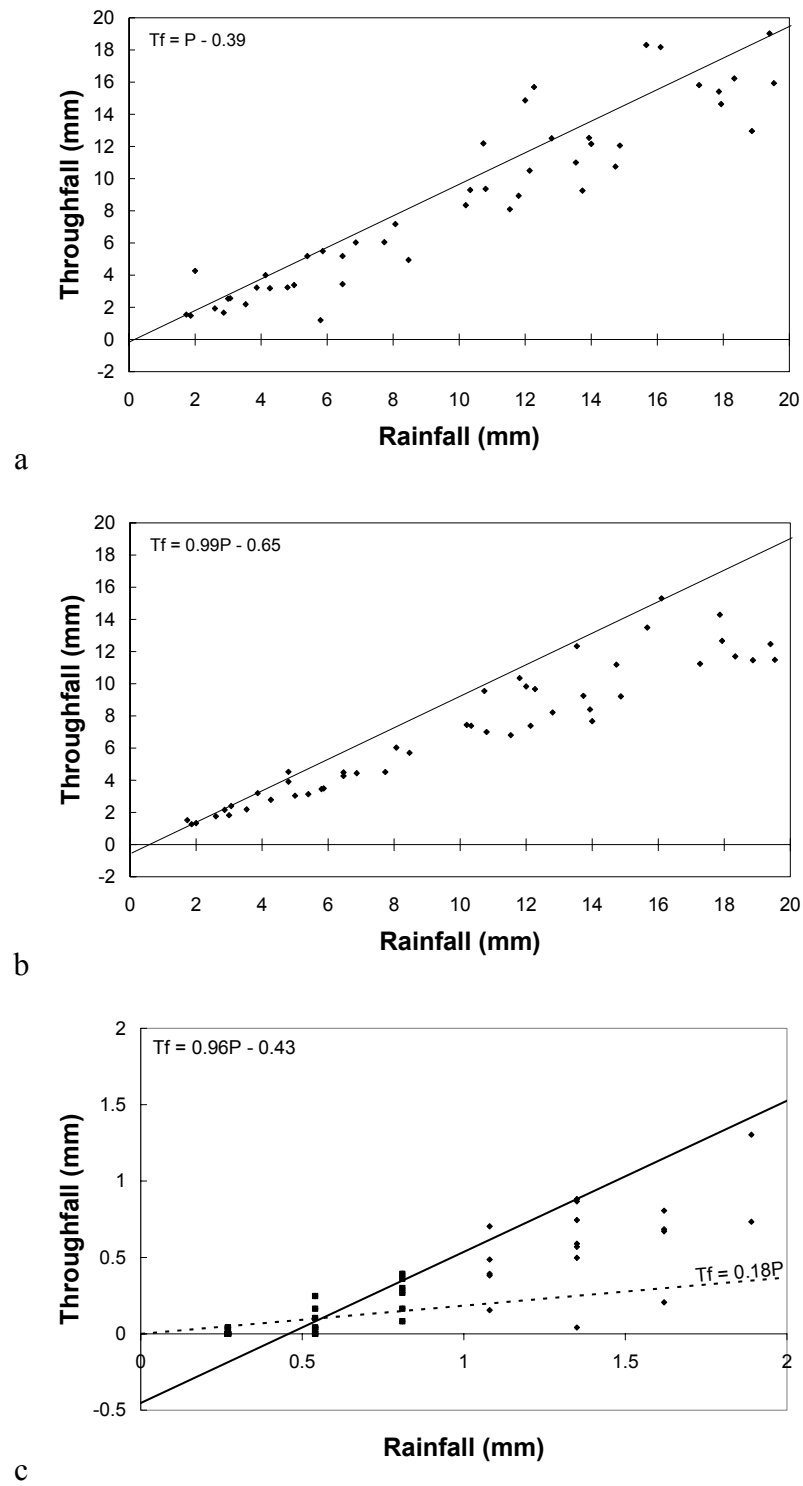 20
18
16
14
12
10
8
6
4
2
0
-2
Throughfall (mm)
Tf = P - 0.39
0 2 4 6 8 10 12 14 16 18 20
Rainfall (mm)
a
20
18
16
14
12
10
8
6
4
2
0
-2
Throughfall (mm)
Tf = 0.99P - 0.65
0 2 4 6 8 10 12 14 16 18 20
Rainfall (mm)
b
2
1.5
1
0.5
0
-0.5
Throughfall (mm)
Tf = 0.96P - 0.43
Tf = 0.18P
0 0.5 1 1.5 2
Rainfall (mm)
c